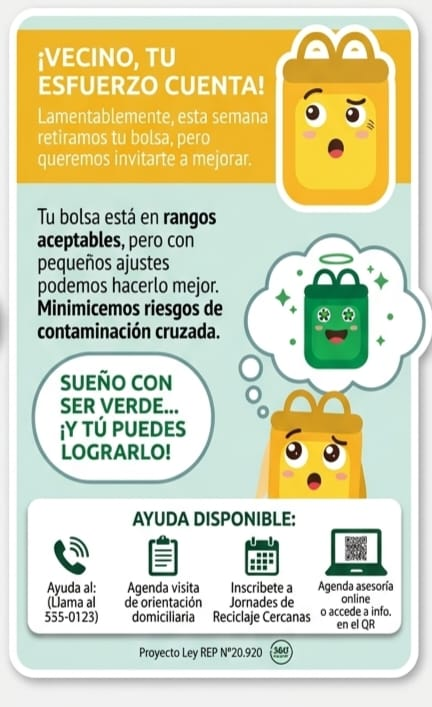 ¡VECINO, TU
ESFUERZO CUENTA!
Lamentablemente, esta semana
retiramos tu bolsa, pero
queremos invitarte a mejorar.
Tu bolsa está en rangos
aceptables, pero con
pequeños ajustes
podemos hacerlo mejor.
Minimicemos riesgos de
contaminación cruzada.
SUEÑO CON
SER VERDE...
¡Y TÚ PUEDES
LOGRARLO!
AYUDA DISPONIBLE:
Ayuda al:
(Llama al
555-0123)
Agenda visita
de orientación
domiciliaria
Inscribete a
Jornades de
Reciclaje Cercanas
Agenda asesoría
online
o accede a info.
en el QR
Proyecto Ley REP N°20.920
360°